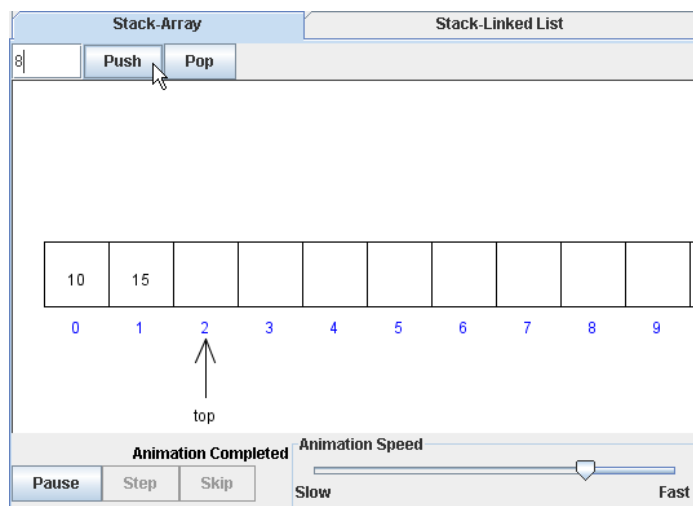 Stack-Array Stack-Linked List
8 Push Pop
10 15
0 1 2 3 4 5 6 7 8 9
top
Animation Completed Animation Speed
Pause Step Skip Slow Fast